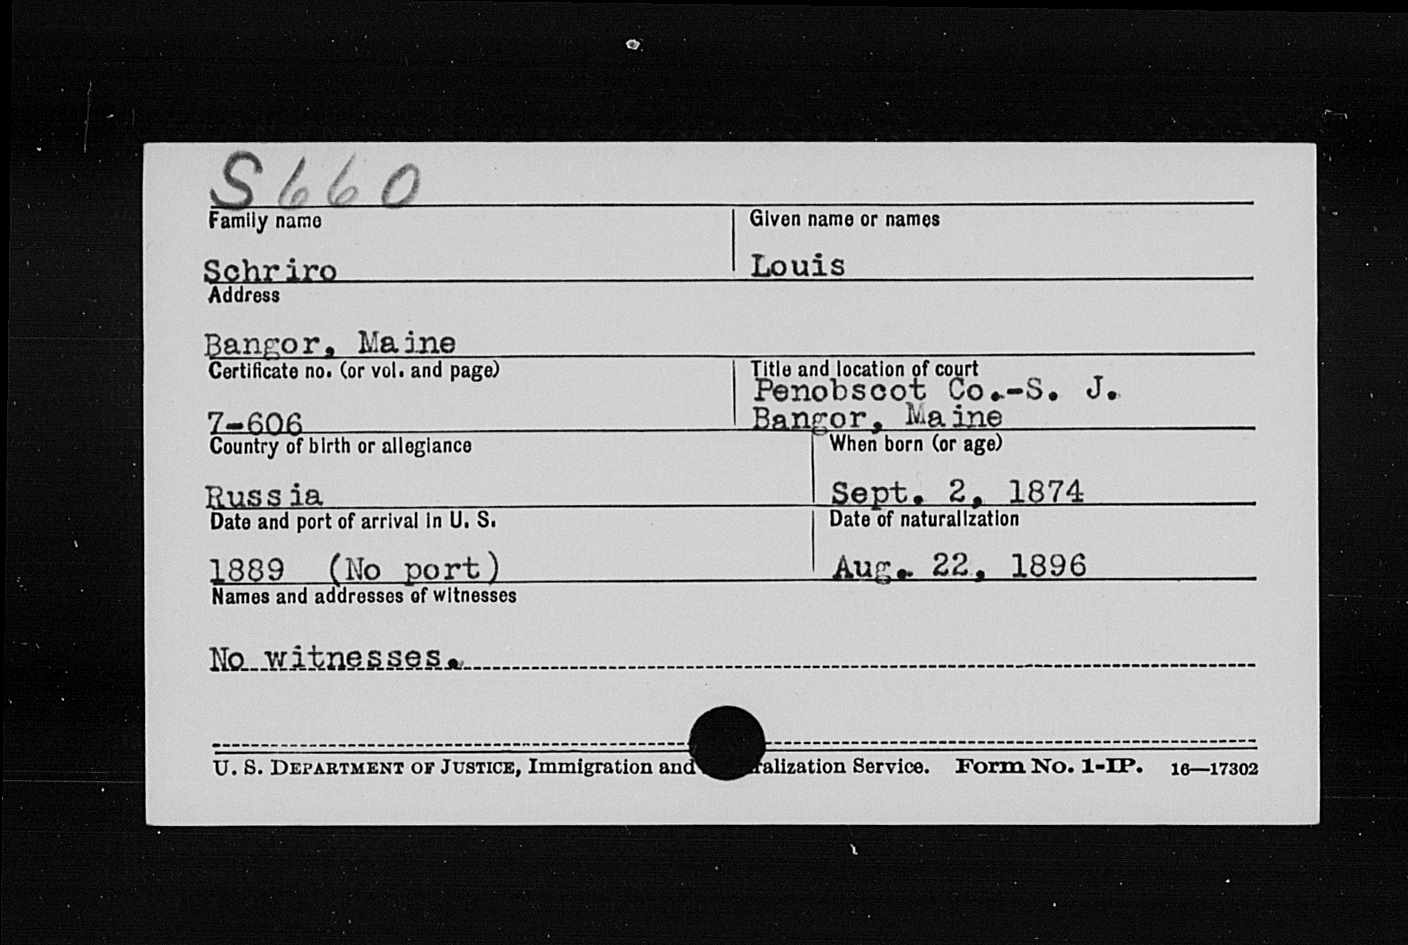 S660
Family name Given name or names
Schriro Louis
Address
Bangor, Maine
Certificate no. (or vol. and page) Title and location of court
Penobscot Co.-S. J.
7-606 Bangor, Maine
Country of birth or allegiance When born (or age)
Russia Sept. 2, 1874
Date and port of arrival in U. S. Date of naturalization
1889 (No port) Aug. 22, 1896
Names and addresses of witnesses
No witnesses.
U. S. Department of Justice, Immigration and ralization Service. Form No. 1-IP. 16—17302